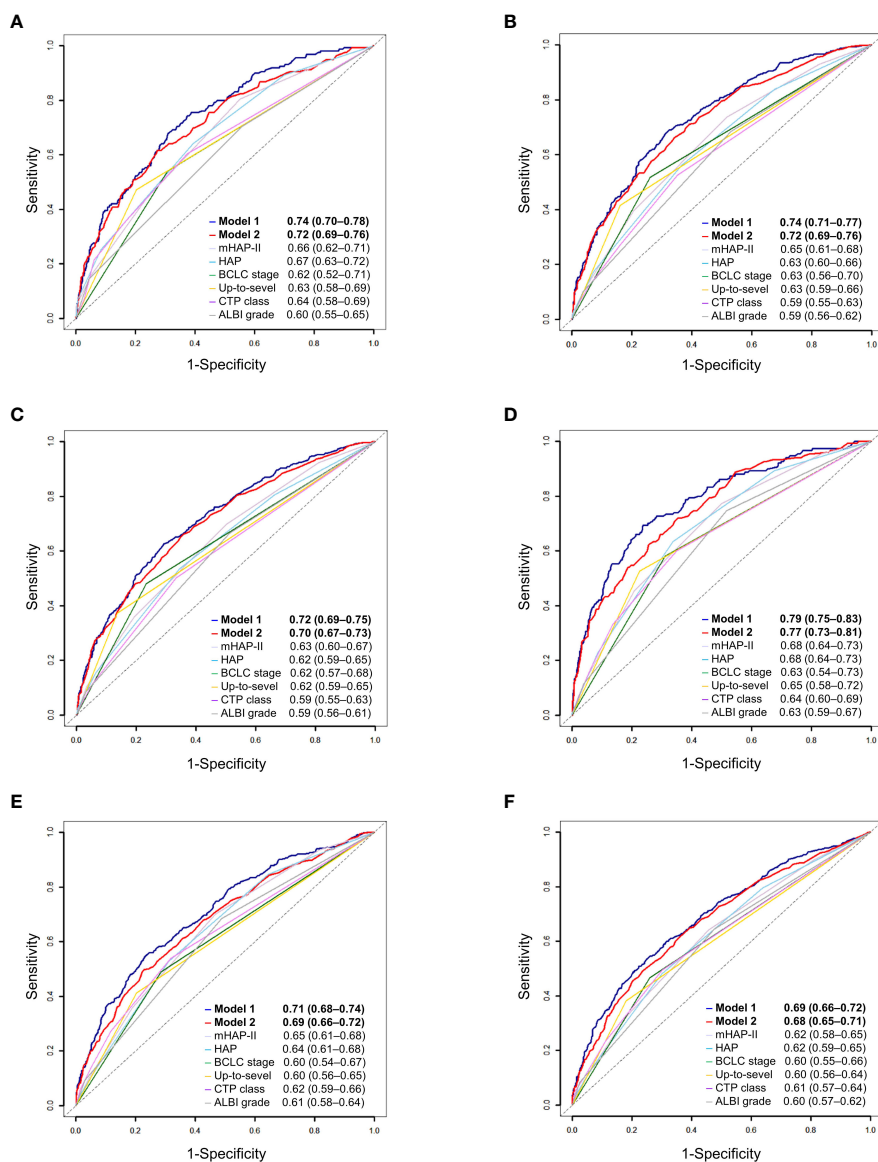 A
Sensitivity
1.0
0.8
0.6
0.4
0.2
0.0
Model 1 0.74 (0.70–0.78)
Model 2 0.72 (0.69–0.76)
mHAP-II 0.66 (0.62–0.71)
HAP 0.67 (0.63–0.72)
BCLC stage 0.62 (0.52–0.71)
Up-to-sevel 0.63 (0.58–0.69)
CTP class 0.64 (0.58–0.69)
ALBI grade 0.60 (0.55–0.65)
0.0 0.2 0.4 0.6 0.8 1.0
1-Specificity
B
Sensitivity
1.0
0.8
0.6
0.4
0.2
0.0
Model 1 0.74 (0.71–0.77)
Model 2 0.72 (0.69–0.76)
mHAP-II 0.65 (0.61–0.68)
HAP 0.63 (0.60–0.66)
BCLC stage 0.63 (0.56–0.70)
Up-to-sevel 0.63 (0.59–0.66)
CTP class 0.59 (0.55–0.63)
ALBI grade 0.59 (0.56–0.62)
0.0 0.2 0.4 0.6 0.8 1.0
1-Specificity
C
Sensitivity
1.0
0.8
0.6
0.4
0.2
0.0
Model 1 0.72 (0.69–0.75)
Model 2 0.70 (0.67–0.73)
mHAP-II 0.63 (0.60–0.67)
HAP 0.62 (0.59–0.65)
BCLC stage 0.62 (0.57–0.68)
Up-to-sevel 0.62 (0.59–0.65)
CTP class 0.59 (0.55–0.63)
ALBI grade 0.59 (0.56–0.61)
0.0 0.2 0.4 0.6 0.8 1.0
1-Specificity
D
Sensitivity
1.0
0.8
0.6
0.4
0.2
0.0
Model 1 0.79 (0.75–0.83)
Model 2 0.77 (0.73–0.81)
mHAP-II 0.68 (0.64–0.73)
HAP 0.68 (0.64–0.73)
BCLC stage 0.63 (0.54–0.73)
Up-to-sevel 0.65 (0.58–0.72)
CTP class 0.64 (0.60–0.69)
ALBI grade 0.63 (0.59–0.67)
0.0 0.2 0.4 0.6 0.8 1.0
1-Specificity
E
Sensitivity
1.0
0.8
0.6
0.4
0.2
0.0
Model 1 0.71 (0.68–0.74)
Model 2 0.69 (0.66–0.72)
mHAP-II 0.65 (0.61–0.68)
HAP 0.64 (0.61–0.68)
BCLC stage 0.60 (0.54–0.67)
Up-to-sevel 0.60 (0.56–0.65)
CTP class 0.62 (0.59–0.66)
ALBI grade 0.61 (0.58–0.64)
0.0 0.2 0.4 0.6 0.8 1.0
1-Specificity
F
Sensitivity
1.0
0.8
0.6
0.4
0.2
0.0
Model 1 0.69 (0.66–0.72)
Model 2 0.68 (0.65–0.71)
mHAP-II 0.62 (0.58–0.65)
HAP 0.62 (0.59–0.65)
BCLC stage 0.60 (0.55–0.66)
Up-to-sevel 0.60 (0.56–0.64)
CTP class 0.61 (0.57–0.64)
ALBI grade 0.60 (0.57–0.62)
0.0 0.2 0.4 0.6 0.8 1.0
1-Specificity